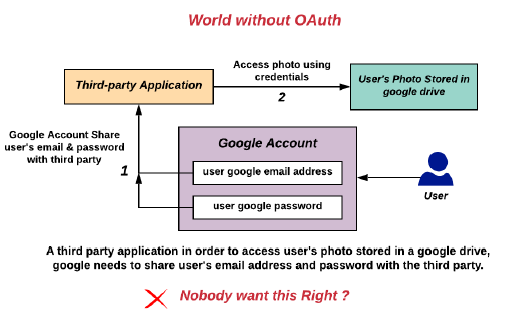 World without OAuth
Access photo using
credentials
2
Third-party Application
User's Photo Stored in
google drive
Google Account Share
user's email & password
with third party
1
Google Account
user google email address
user google password
User
A third party application in order to access user's photo stored in a google drive,
google needs to share user's email address and password with the third party.
Nobody want this Right ?